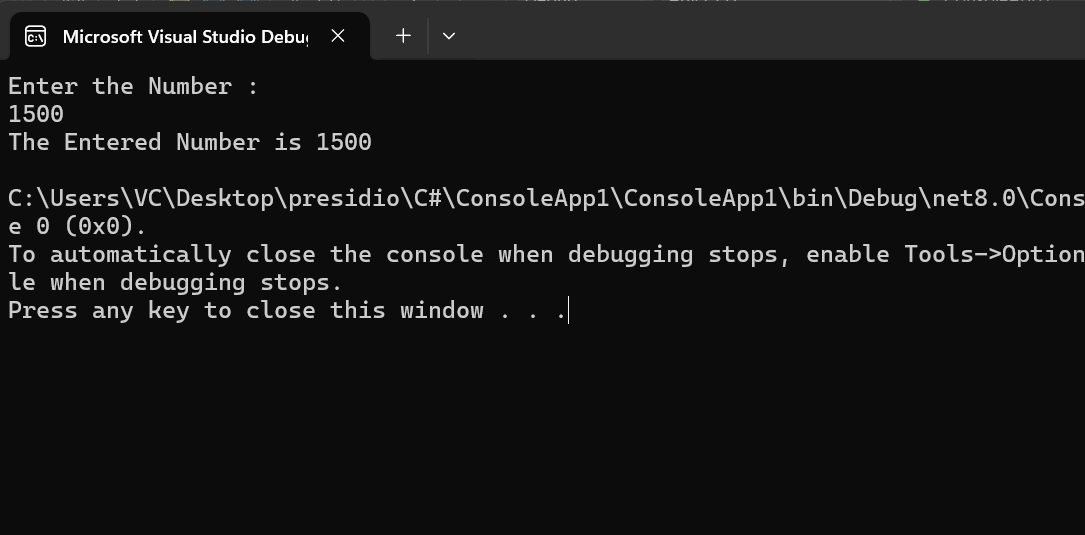 Microsoft Visual Studio Debu
Enter the Number :
1500
The Entered Number is 1500
C:\Users\VC\Desktop\presidio\C#\ConsoleApp1\ConsoleApp1\bin\Debug\net8.0\Cons
e 0 (0x0).
To automatically close the console when debugging stops, enable Tools->Option
le when debugging stops.
Press any key to close this window . . .